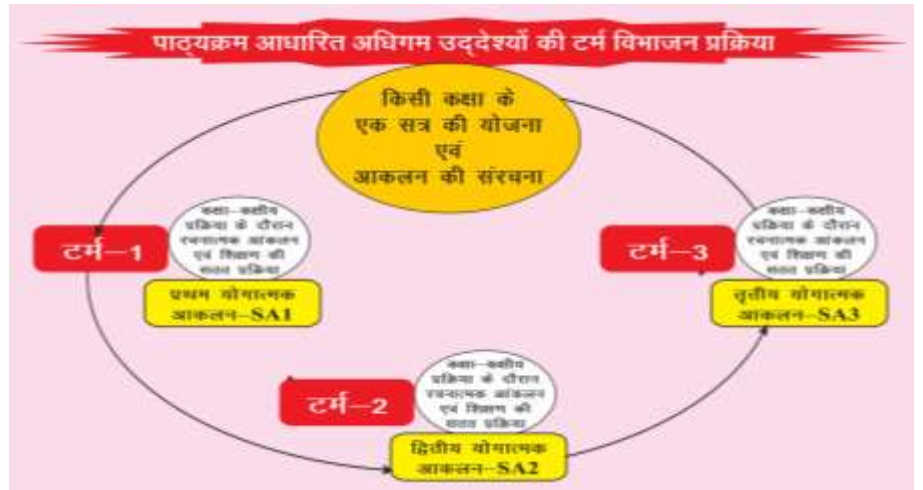 पाठ्यक्रम आधारित अधिगम उद्देश्यों की टर्म विभाजन प्रक्रिया
किसी कक्षा के
एक सत्र की योजना
एवं
आकलन की संरचना
टर्म–1
कक्षा–कक्षीय
प्रक्रिया के दौरान
रचनात्मक आंकलन
एवं शिक्षण की
सतत प्रक्रिया
प्रथम योगात्मक
आकलन–SA1
टर्म–2
कक्षा–कक्षीय
प्रक्रिया के दौरान
रचनात्मक आंकलन
एवं शिक्षण की
सतत प्रक्रिया
द्वितीय योगात्मक
आकलन–SA2
टर्म–3
कक्षा–कक्षीय
प्रक्रिया के दौरान
रचनात्मक आंकलन
एवं शिक्षण की
सतत प्रक्रिया
तृतीय योगात्मक
आकलन–SA3